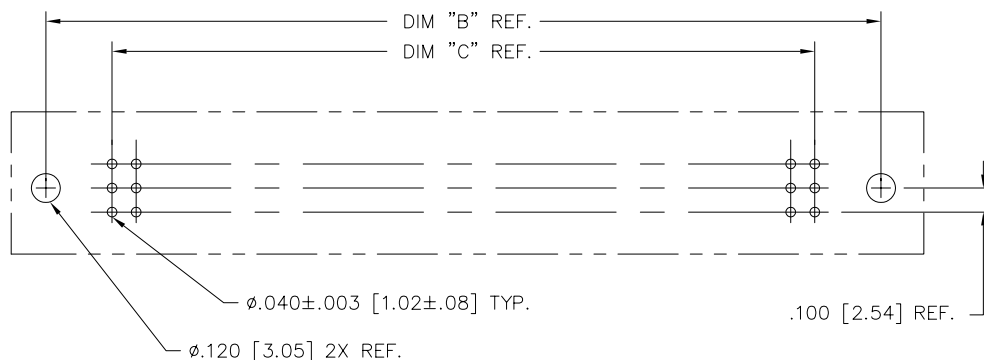 DIM "B" REF.
DIM "C" REF.
ø.040±.003 [1.02±.08] TYP.
.100 [2.54] REF.
ø.120 [3.05] 2X REF.